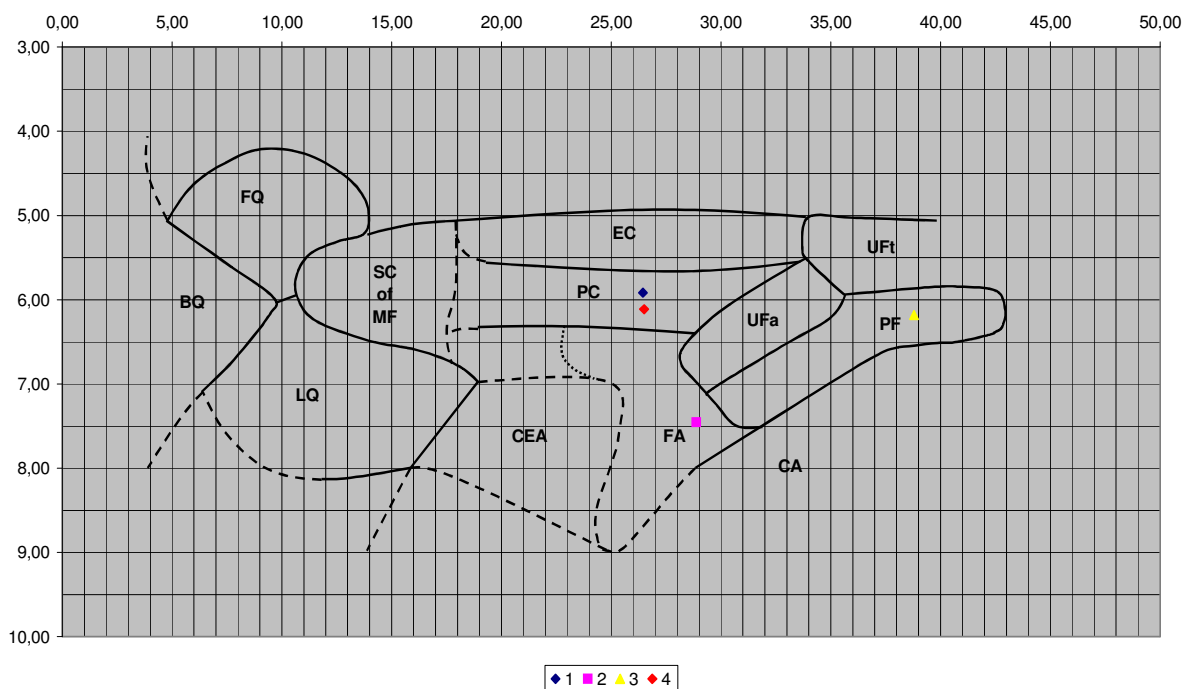 0,00 5,00 10,00 15,00 20,00 25,00 30,00 35,00 40,00 45,00 50,00
3,00
4,00
FQ
5,00
EC
UFt
SC
of
MF
PC
BQ
6,00
UFa
PF
7,00
LQ
CEA
FA
CA
8,00
9,00
10,00
1 2 3 4